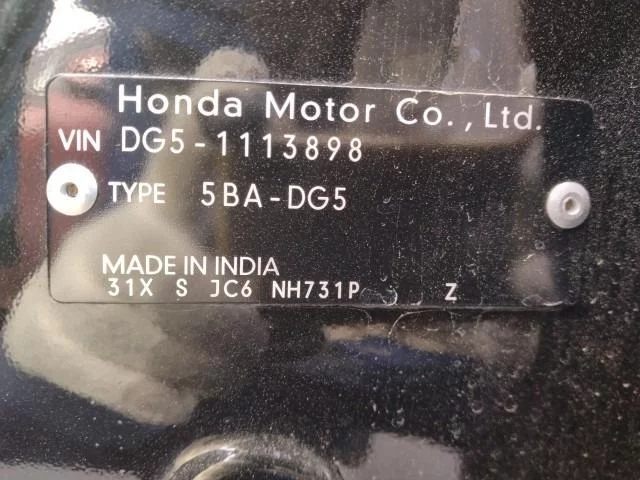 Honda Motor Co., Ltd.
VIN DG5-1113898
TYPE 5BA-DG5
MADE IN INDIA
31X S JC6 NH731P Z